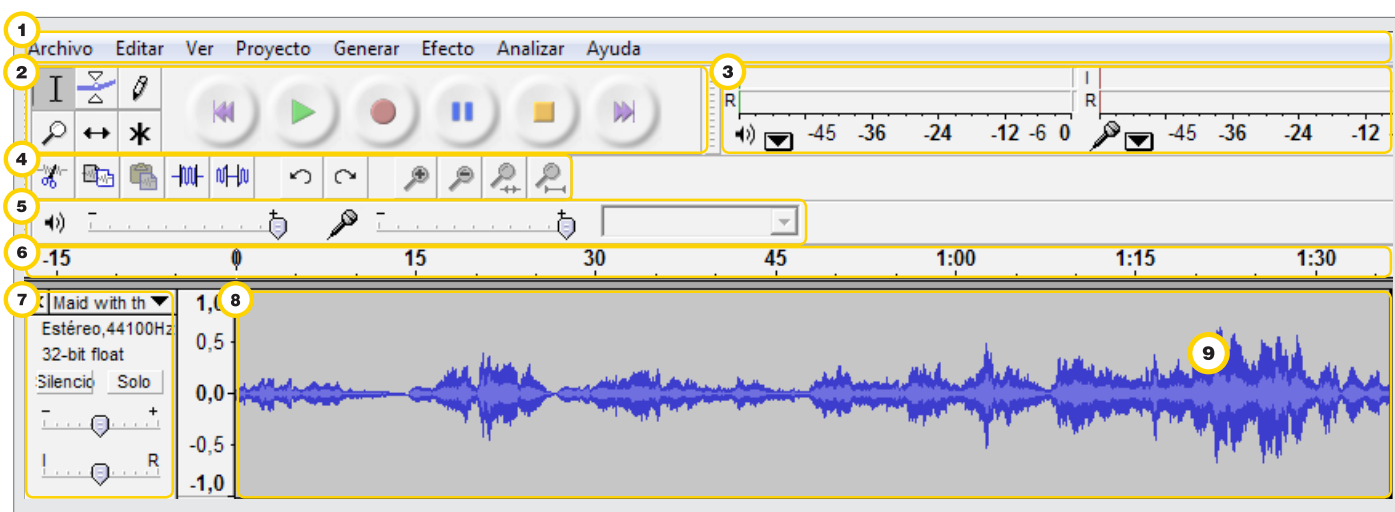 1
Archivo Editar Ver Proyecto Generar Efecto Analizar Ayuda
2
3
R
-45 -36 -24 -12 -6 0
I
R
-45 -36 -24 -12
4
5
- + - +
6
-15 0 15 30 45 1:00 1:15 1:30
7
X Maid with th
Estéreo,44100Hz
32-bit float
Silencio Solo
- +
I R
8
1,0
0,5
0,0
-0,5
-1,0
9